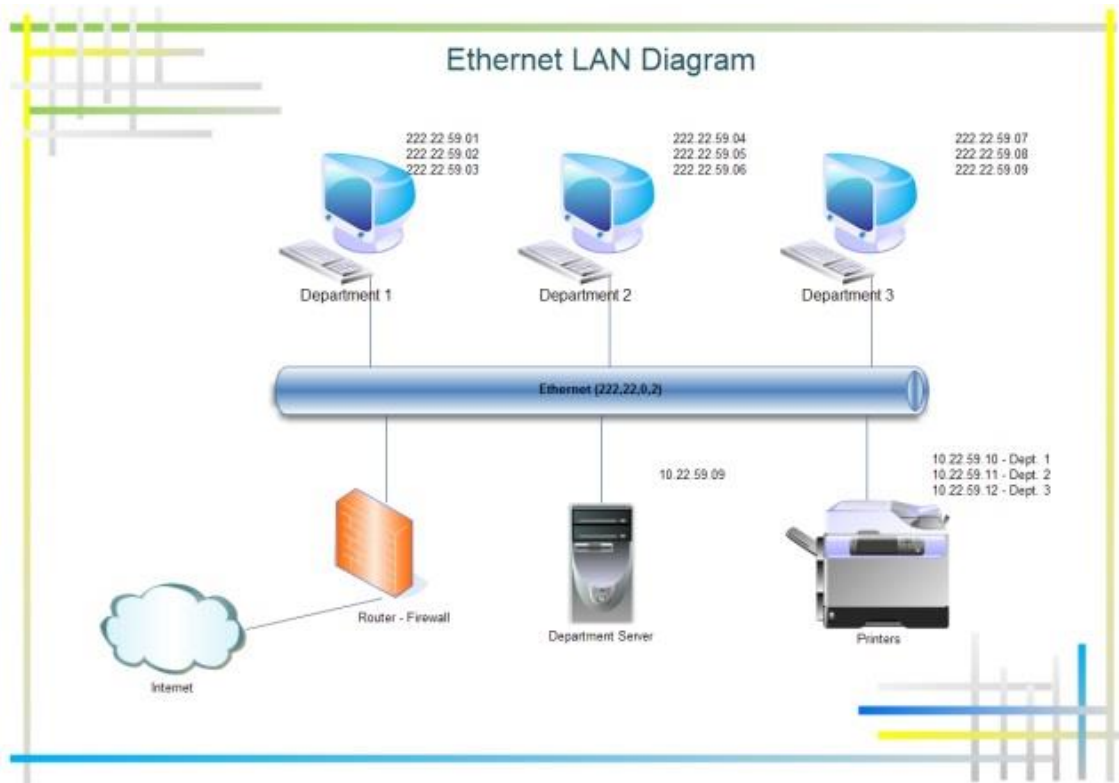 Ethernet LAN Diagram
222.22.59.01
222.22.59.02
222.22.59.03
222.22.59.04
222.22.59.05
222.22.59.06
222.22.59.07
222.22.59.08
222.22.59.09
Department 1
Department 2
Department 3
Ethernet (222,22,0,2)
10.22.59.09
10.22.59.10 - Dept. 1
10.22.59.11 - Dept. 2
10.22.59.12 - Dept. 3
Router - Firewall
Department Server
Printers
Internet